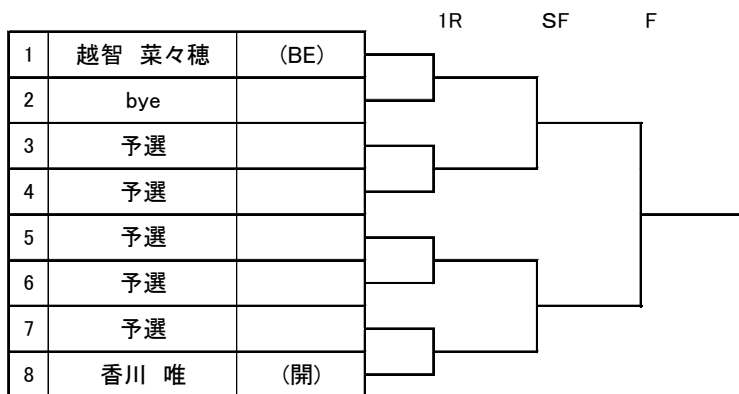 1R SF F
1 越智 菜々穂 (BE)
2 bye
3 予選
4 予選
5 予選
6 予選
7 予選
8 香川 唯 (開)